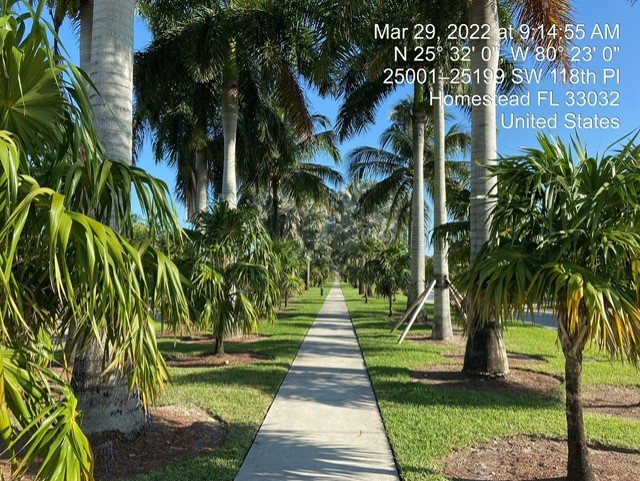 Mar 29, 2022 at 9:14:55 AM
N 25° 32' 0", W 80° 23' 0"
25001–25199 SW 118th Pl
Homestead FL 33032
United States